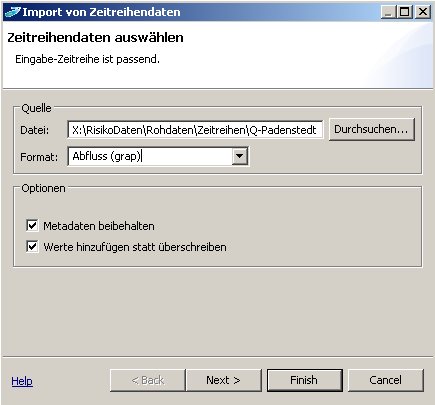 Import von Zeitreihendaten
Zeitreihendaten auswählen
Eingabe-Zeitreihe ist passend.
Quelle
Datei: X:\RisikoDaten\Rohdaten\Zeitreihen\Q-Padenstedt Durchsuchen...
Format: Abfluss (grap)
Optionen
Metadaten beibehalten
Werte hinzufügen statt überschreiben
Help < Back Next > Finish Cancel